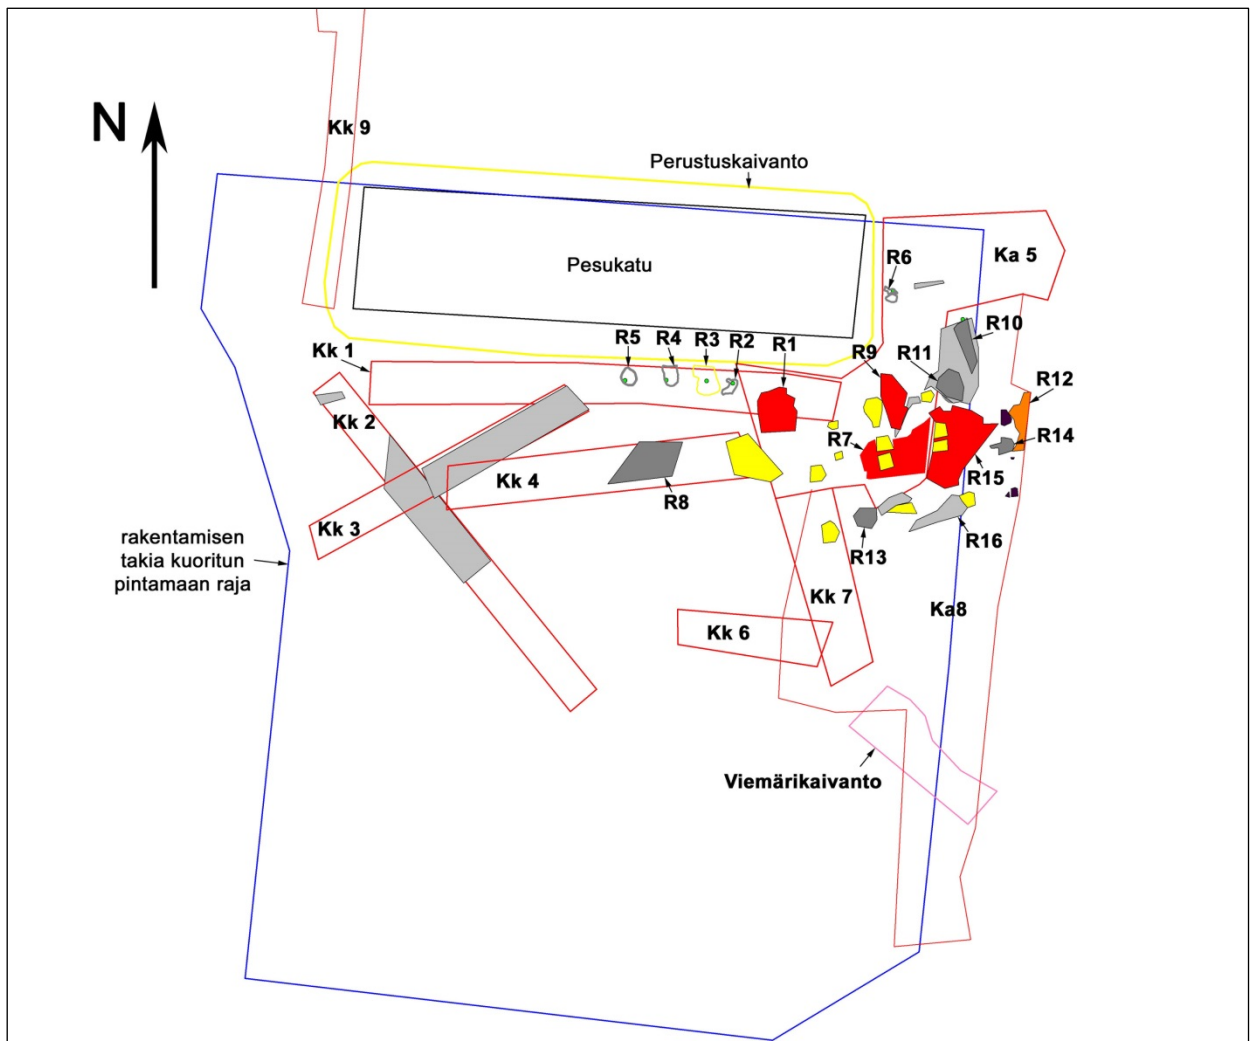 N
Kk 9
Perustuskaivanto
Pesukatu
Ka 5
R6
R10
Kk 1
R5
R4
R3
R2
R1
R9
R11
R12
Kk 2
R7
R14
Kk 4
R8
R15
Kk 3
R16
R13
rakentamisen
takia kuoritun
pintamaan raja
Kk 7
Ka8
Kk 6
Viemärikaivanto